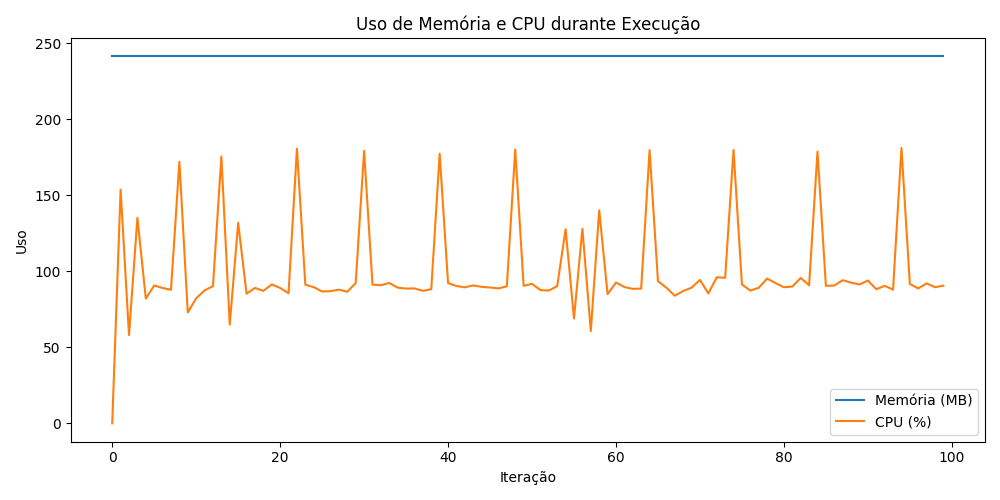 Uso de Memória e CPU durante Execução
250
200
150
100
50
0
Uso
0 20 40 60 80 100
Iteração
Memória (MB)
CPU (%)